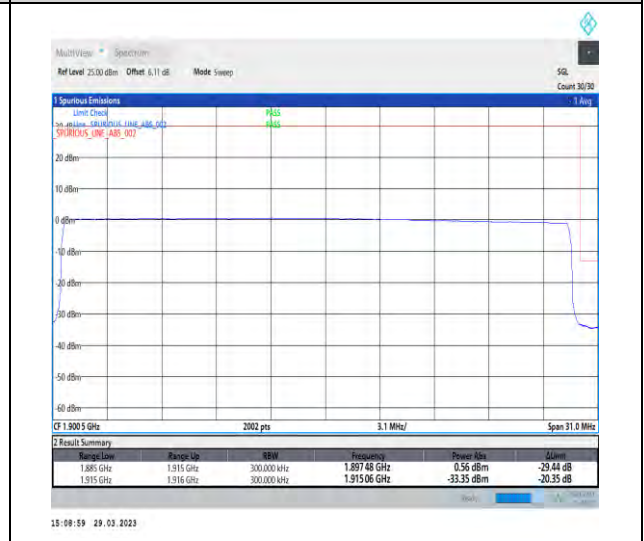 MultiView Spectrum
Ref Level 25.00 dBm Offset 6.11 dB Mode Sweep SGL
Count 30/30
1 Spurious Emissions 1 Avg
Limit Check PASS
SPURIOUS_LINE_ABS_002 PASS
SPURIOUS_LINE_ABS_002
20 dBm
10 dBm
0 dBm
-10 dBm
-20 dBm
-30 dBm
-40 dBm
-50 dBm
-60 dBm
CF 1.9005 GHz 2002 pts 3.1 MHz/ Span 31.0 MHz
2 Result Summary
Range Low Range Up RBW Frequency Power Abs ΔLimit
1.885 GHz 1.915 GHz 300.000 kHz 1.89748 GHz 0.56 dBm -29.44 dB
1.915 GHz 1.916 GHz 300.000 kHz 1.91506 GHz -33.35 dBm -20.35 dB
Ready
15:08:59 29.03.2023